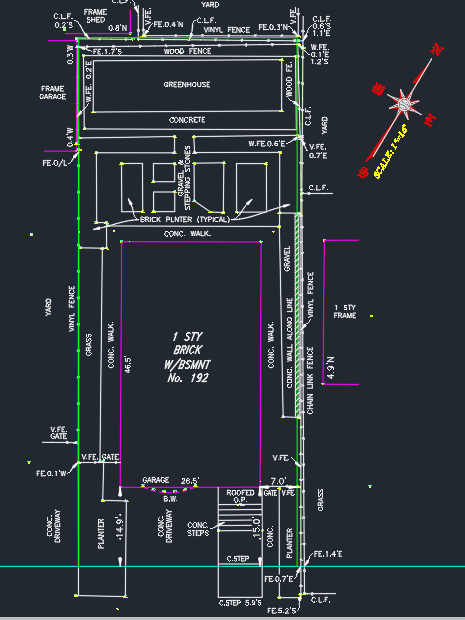 YARD
C.L.F.
C.L.F.
0.2'S
FRAME
SHED
0.8'N
V.FE.
FE.0.4'N
C.L.F.
VINYL FENCE
FE.0.3'N
V.FE.
C.L.F.
0.6'S
1.1'E
W.FE.
0.1'E
1.2'S
0.3'W
FE.1.7'S
WOOD FENCE
FRAME
GARAGE
W.FE. 0.2'E
GREENHOUSE
WOOD FE.
C.L.F.
CONCRETE
YARD
0.4'W
W.FE.0.6'E
V.FE.
0.7'E
FE.O/L
GRAVEL &
STEPPING STONES
C.L.F.
BRICK PLNTER (TYPICAL)
CONC. WALK.
SCALE: 1"=16'
YARD
VINYL FENCE
GRASS
CONC. WALK.
46.5'
1 STY
BRICK
W/BSMNT
No. 192
CONC. WALK.
GRAVEL
CONC. WALL ALONG LINE
VINYL FENCE
CHAIN LINK FENCE
1 STY
FRAME
4.9'N
V.FE.
GATE
V.FE. GATE
FE.0.1'W
V.FE.
GARAGE
26.5'
B.W.
ROOFED
O.P.
7.0'
GATE
V.FE.
GRASS
CONC.
DRIVEWAY
PLANTER
14.9'
CONC.
DRIVEWAY
CONC.
STEPS
15.0'
CONC.
PLANTER
C.STEP
FE.1.4'E
FE.0.7'E
C.STEP 5.9'S
FE.5.2'S
C.L.F.